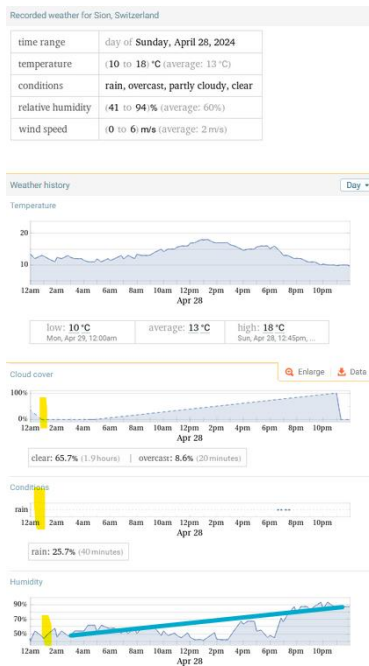 Recorded weather for Sion, Switzerland
time range day of Sunday, April 28, 2024
temperature (10 to 18) °C (average: 13 °C)
conditions rain, overcast, partly cloudy, clear
relative humidity (41 to 94)% (average: 60%)
wind speed (0 to 6) m/s (average: 2 m/s)
Weather history Day
Temperature
20
10
12am 2am 4am 6am 8am 10am 12pm 2pm 4pm 6pm 8pm 10pm
Apr 28
low: 10 °C average: 13 °C high: 18 °C
Mon, Apr 29, 12:00am Sun, Apr 28, 12:45pm, ...
Enlarge Data
Cloud cover
100%
0%
12am 2am 4am 6am 8am 10am 12pm 2pm 4pm 6pm 8pm 10pm
Apr 28
clear: 65.7% (1.9 hours) | overcast: 8.6% (20 minutes)
Conditions
rain
12am 2am 4am 6am 8am 10am 12pm 2pm 4pm 6pm 8pm 10pm
Apr 28
rain: 25.7% (40 minutes)
Humidity
90%
70%
50%
12am 2am 4am 6am 8am 10am 12pm 2pm 4pm 6pm 8pm 10pm
Apr 28